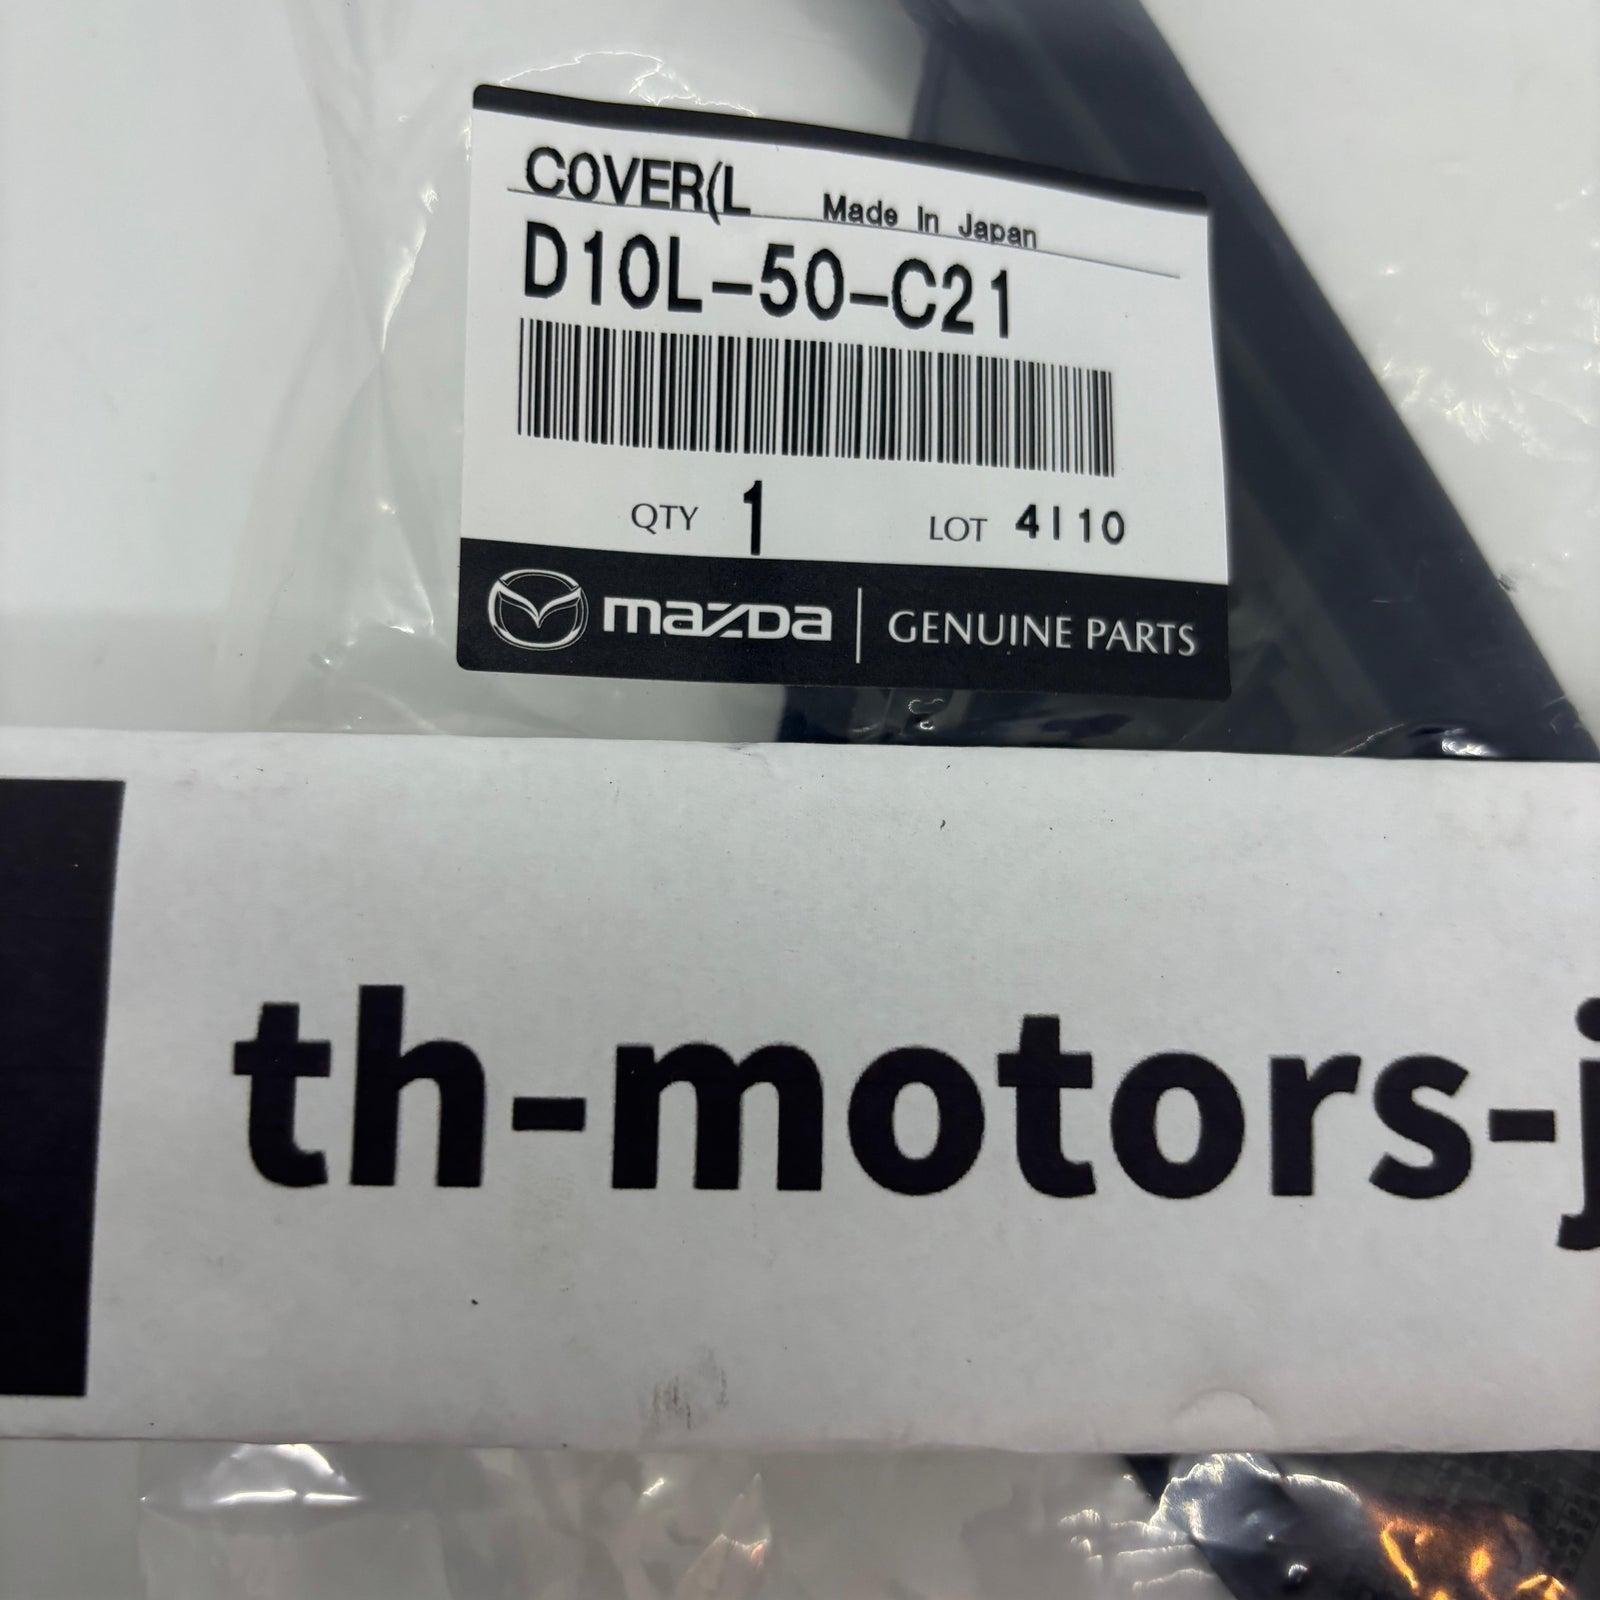 COVER(L Made In Japan
D10L-50-C21
QTY 1 LOT 4I10
mazda GENUINE PARTS
th-motors-j